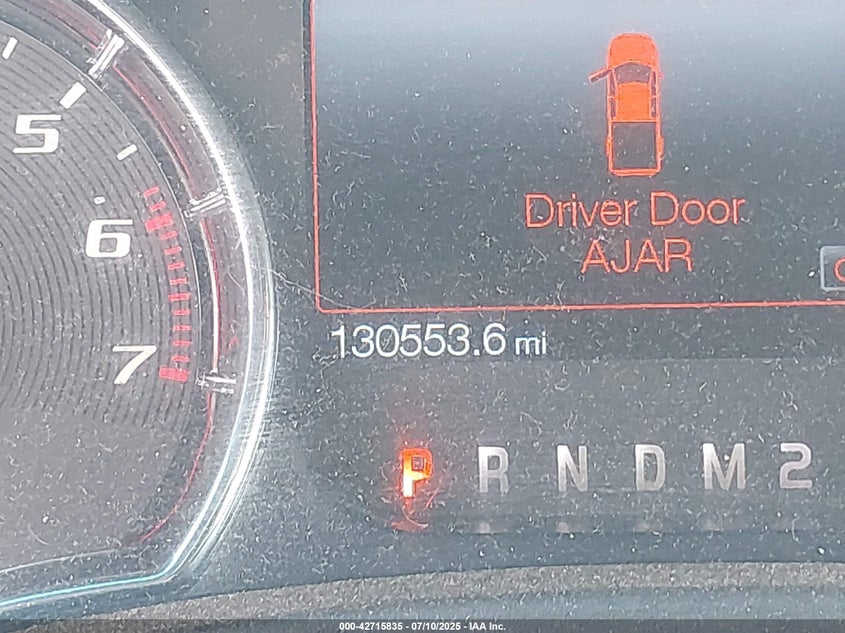 5
6
7
Driver Door
AJAR
130553.6 mi
P R N D M 2
000-42715835 - 07/10/2025 - IAA Inc.